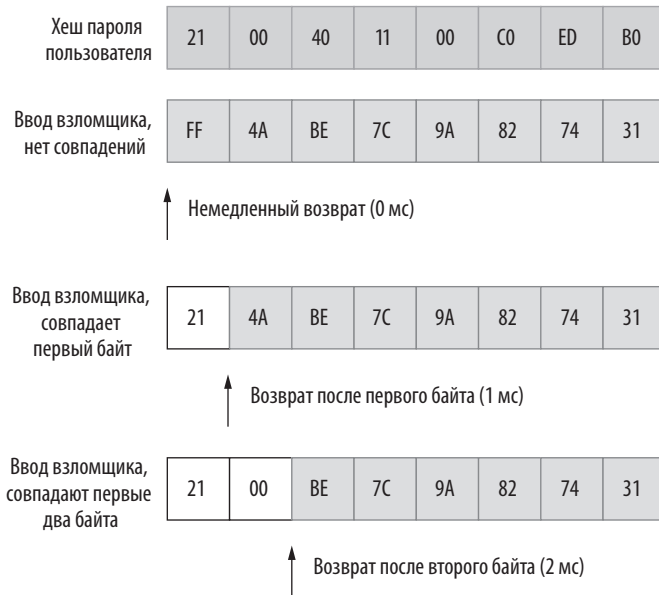 Хеш пароля
пользователя
21 00 40 11 00 C0 ED B0
Ввод взломщика,
нет совпадений
FF 4A BE 7C 9A 82 74 31
Немедленный возврат (0 мс)
Ввод взломщика,
совпадает
первый байт
21 4A BE 7C 9A 82 74 31
Возврат после первого байта (1 мс)
Ввод взломщика,
совпадают первые
два байта
21 00 BE 7C 9A 82 74 31
Возврат после второго байта (2 мс)